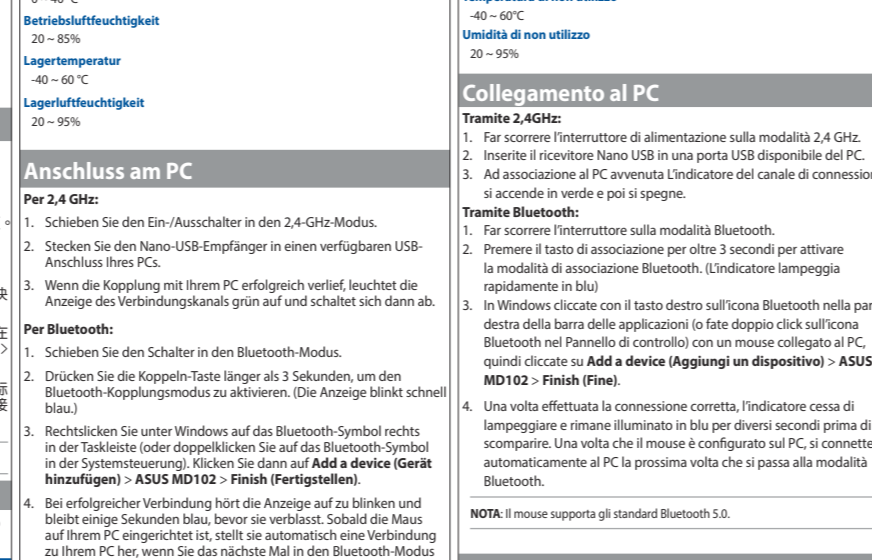 Betriebsluftfeuchtigkeit
20 ~ 85%
Lagertemperatur
-40 ~ 60 °C
Lagerluftfeuchtigkeit
20 ~ 95%
Anschluss am PC
Per 2,4 GHz:
1. Schieben Sie den Ein-/Ausschalter in den 2,4-GHz-Modus.
2. Stecken Sie den Nano-USB-Empfänger in einen verfügbaren USB-
Anschluss Ihres PCs.
3. Wenn die Kopplung mit Ihrem PC erfolgreich verlief, leuchtet die
Anzeige des Verbindungskanals grün auf und schaltet sich dann ab.
Per Bluetooth:
1. Schieben Sie den Schalter in den Bluetooth-Modus.
2. Drücken Sie die Koppeln-Taste länger als 3 Sekunden, um den
Bluetooth-Kopplungsmodus zu aktivieren. (Die Anzeige blinkt schnell
blau.)
3. Rechtslicken Sie unter Windows auf das Bluetooth-Symbol rechts
in der Taskleiste (oder doppelklicken Sie auf das Bluetooth-Symbol
in der Systemsteuerung). Klicken Sie dann auf Add a device (Gerät
hinzufügen) > ASUS MD102 > Finish (Fertigstellen).
4. Bei erfolgreicher Verbindung hört die Anzeige auf zu blinken und
bleibt einige Sekunden blau, bevor sie verblasst. Sobald die Maus
auf Ihrem PC eingerichtet ist, stellt sie automatisch eine Verbindung
zu Ihrem PC her, wenn Sie das nächste Mal in den Bluetooth-Modus
-40 ~ 60°C
Umidità di non utilizzo
20 ~ 95%
Collegamento al PC
Tramite 2,4GHz:
1. Far scorrere l'interruttore di alimentazione sulla modalità 2,4 GHz.
2. Inserite il ricevitore Nano USB in una porta USB disponibile del PC.
3. Ad associazione al PC avvenuta L'indicatore del canale di connession
si accende in verde e poi si spegne.
Tramite Bluetooth:
1. Far scorrere l'interruttore sulla modalità Bluetooth.
2. Premere il tasto di associazione per oltre 3 secondi per attivare
la modalità di associazione Bluetooth. (L'indicatore lampeggia
rapidamente in blu)
3. In Windows cliccate con il tasto destro sull'icona Bluetooth nella par
destra della barra delle applicazioni (o fate doppio click sull'icona
Bluetooth nel Pannello di controllo) con un mouse collegato al PC,
quindi cliccate su Add a device (Aggiungi un dispositivo) > ASUS
MD102 > Finish (Fine).
4. Una volta effettuata la connessione corretta, l'indicatore cessa di
lampeggiare e rimane illuminato in blu per diversi secondi prima di
scomparire. Una volta che il mouse è configurato sul PC, si connette
automaticamente al PC la prossima volta che si passa alla modalità
Bluetooth.
NOTA: Il mouse supporta gli standard Bluetooth 5.0.